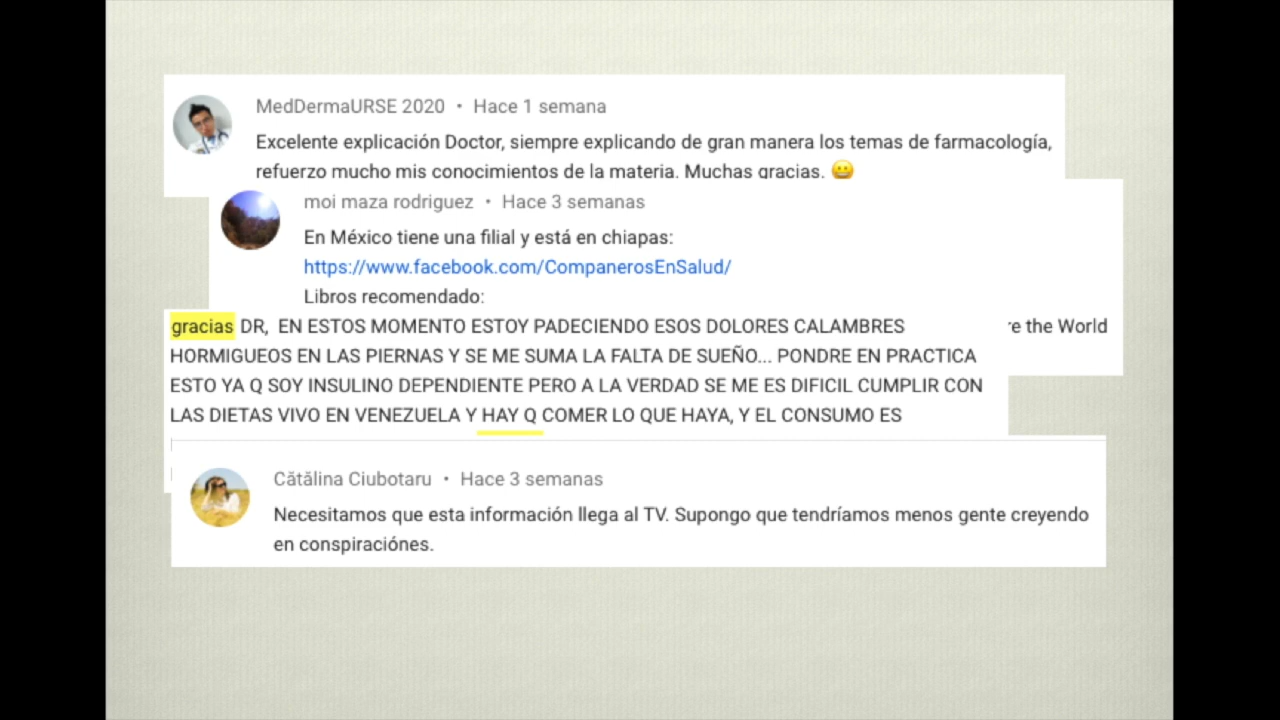 MedDermaURSE 2020 • Hace 1 semana
Excelente explicación Doctor, siempre explicando de gran manera los temas de farmacología,
refuerzo mucho mis conocimientos de la materia. Muchas gracias. 😀
moi maza rodriguez • Hace 3 semanas
En México tiene una filial y está en chiapas:
https://www.facebook.com/CompanerosEnSalud/
Libros recomendado:
the World
gracias DR, EN ESTOS MOMENTO ESTOY PADECIENDO ESOS DOLORES CALAMBRES
HORMIGUEOS EN LAS PIERNAS Y SE ME SUMA LA FALTA DE SUEÑO... PONDRE EN PRACTICA
ESTO YA Q SOY INSULINO DEPENDIENTE PERO A LA VERDAD SE ME ES DIFICIL CUMPLIR CON
LAS DIETAS VIVO EN VENEZUELA Y HAY Q COMER LO QUE HAYA, Y EL CONSUMO ES
Cătălina Ciubotaru • Hace 3 semanas
Necesitamos que esta información llega al TV. Supongo que tendríamos menos gente creyendo
en conspiraciónes.